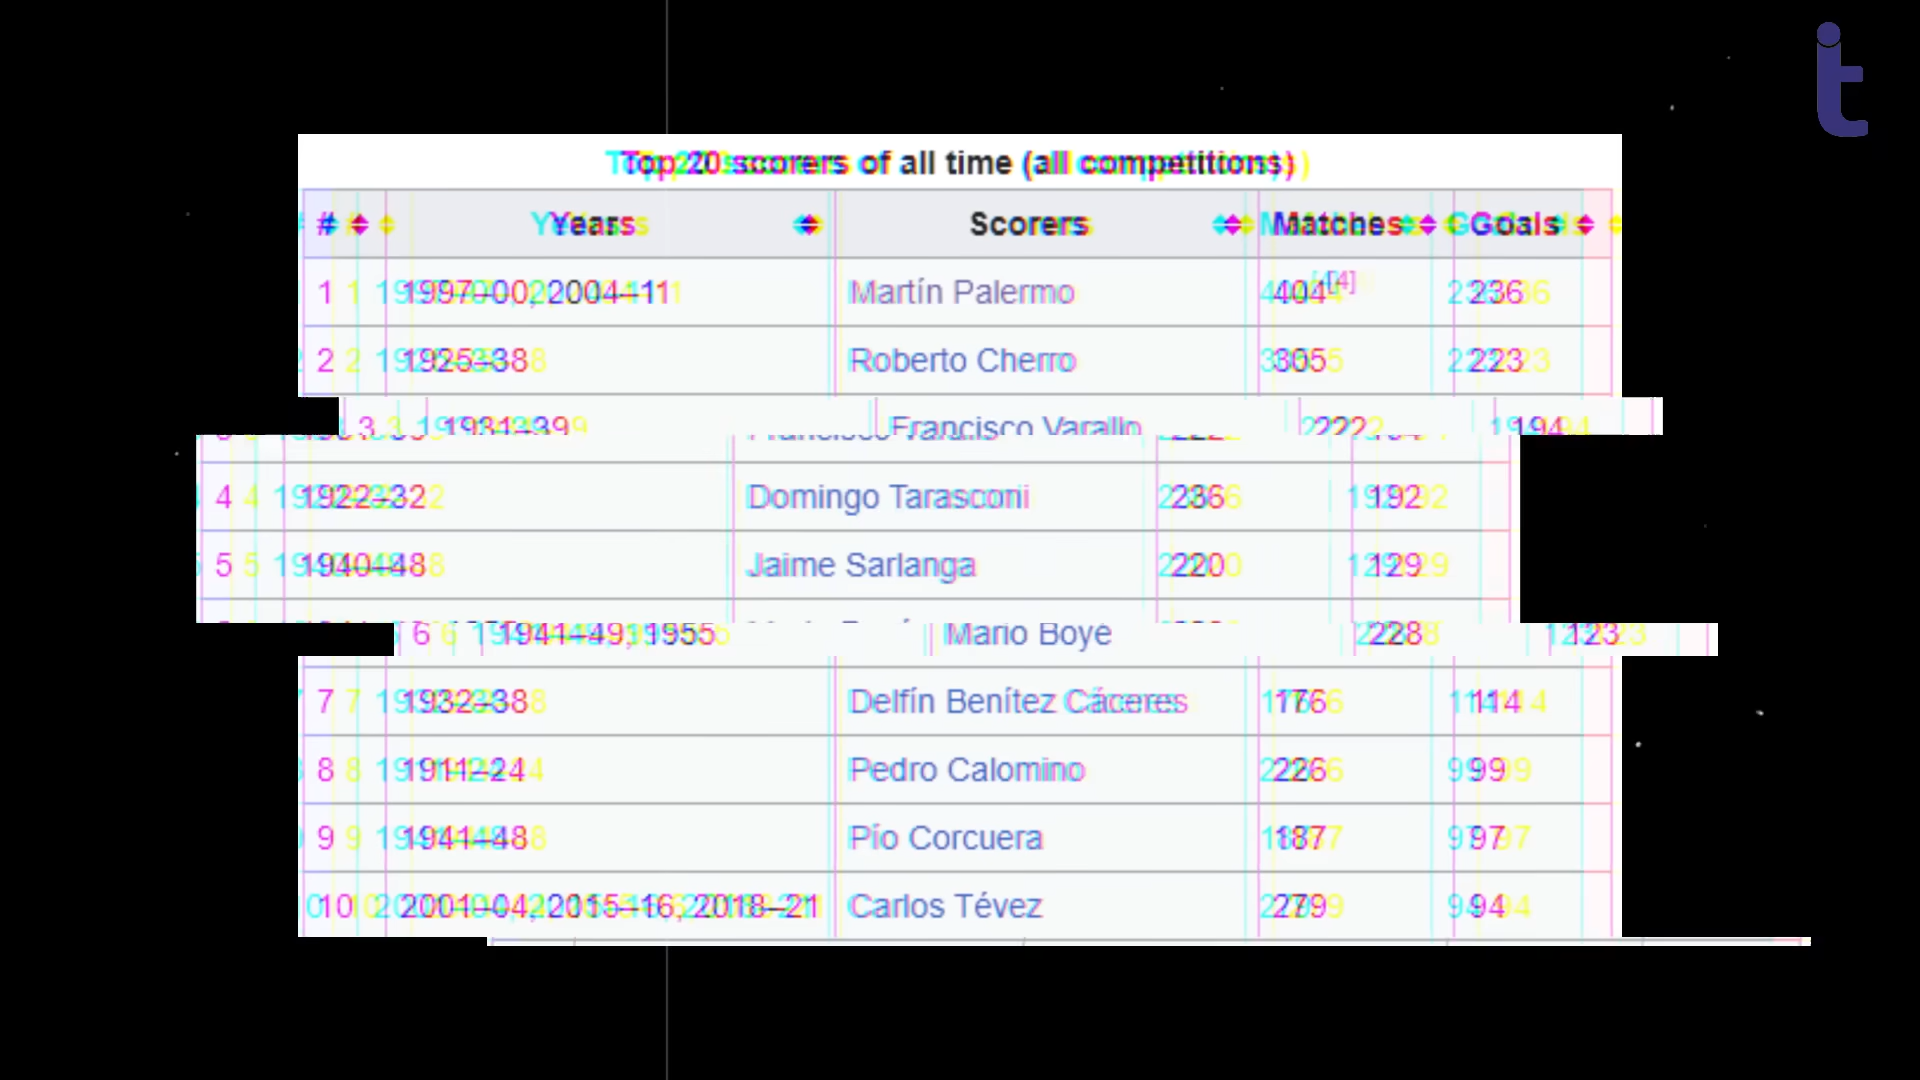 Top 20 scorers of all time (all competitions)
# Years Scorers Matches Goals
1 1997–00, 2004–11 Martín Palermo 404[4] 236
2 1925–38 Roberto Cherro 305 223
3 1931–39 Francisco Varallo 222 194
4 1922–32 Domingo Tarasconi 236 192
5 1940–48 Jaime Sarlanga 220 129
6 1941–49, 1955 Mario Boyé 228 123
7 1932–38 Delfín Benítez Cáceres 176 114
8 1911–24 Pedro Calomino 226 99
9 1941–48 Pío Corcuera 187 97
10 2001–04, 2015–16, 2018–21 Carlos Tévez 279 94
it